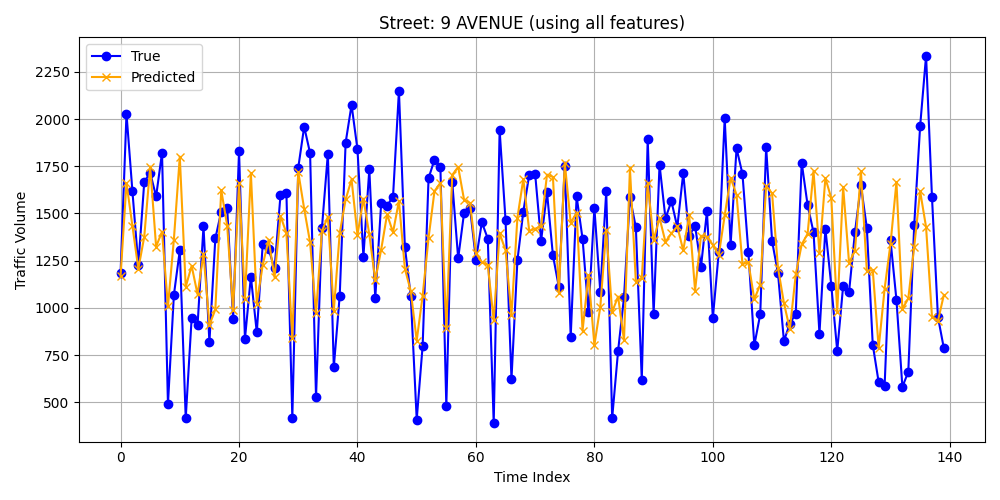 Street: 9 AVENUE (using all features)
True
Predicted
Traffic Volume
2250
2000
1750
1500
1250
1000
750
500
0 20 40 60 80 100 120 140
Time Index